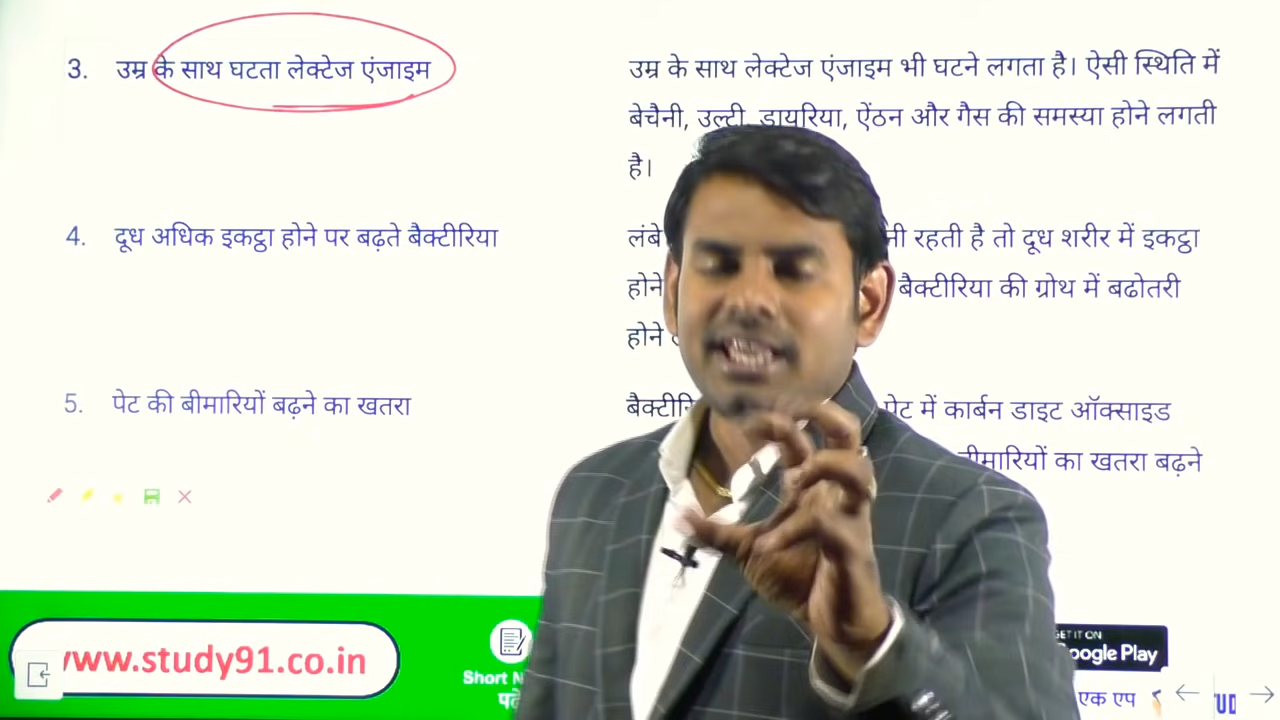 3. उम्र के साथ घटता लेक्टेज एंजाइम
उम्र के साथ लेक्टेज एंजाइम भी घटने लगता है। ऐसी स्थिति में
बेचैनी, उल्टी, डायरिया, ऐंठन और गैस की समस्या होने लगती
है।
4. दूध अधिक इकट्ठा होने पर बढ़ते बैक्टीरिया
लंबे रहती है तो दूध शरीर में इकट्ठा
होने बैक्टीरिया की ग्रोथ में बढोतरी
होने
5. पेट की बीमारियों बढ़ने का खतरा
पेट में कार्बन डाइट ऑक्साइड
बीमारियों का खतरा बढ़ने
www.study91.co.in
Short
GET IT ON
Google Play
एक एप